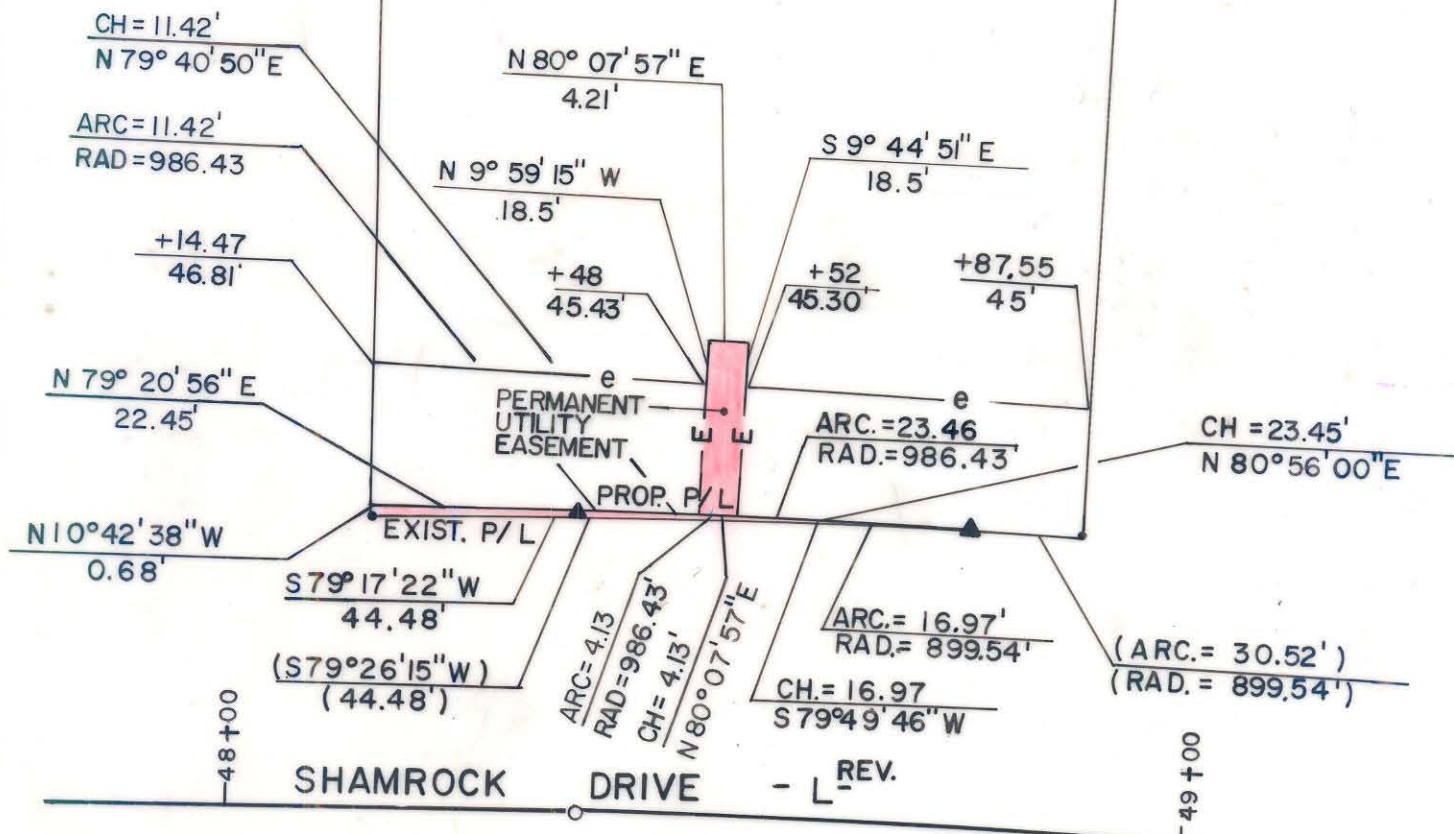 CH = 11.42'
N 79° 40' 50" E
ARC = 11.42'
RAD = 986.43
+14.47
46.81'
N 79° 20' 56" E
22.45'
N 10° 42' 38" W
0.68'
N 80° 07' 57" E
4.21'
N 9° 59' 15" W
18.5'
+48
45.43'
S 9° 44' 51" E
18.5'
+52
45.30'
+87.55
45'
e
e
PERMANENT
UTILITY
EASEMENT
E E
PROP. P/L
EXIST. P/L
ARC. = 23.46
RAD. = 986.43'
CH = 23.45'
N 80° 56' 00" E
S 79° 17' 22" W
44.48'
(S 79° 26' 15" W)
(44.48')
ARC = 4.13
RAD = 986.43'
CH = 4.13'
N 80° 07' 57" E
ARC. = 16.97'
RAD. = 899.54'
CH. = 16.97
S 79° 49' 46" W
(ARC. = 30.52')
(RAD. = 899.54')
48+00
SHAMROCK DRIVE - L REV. -
49+00